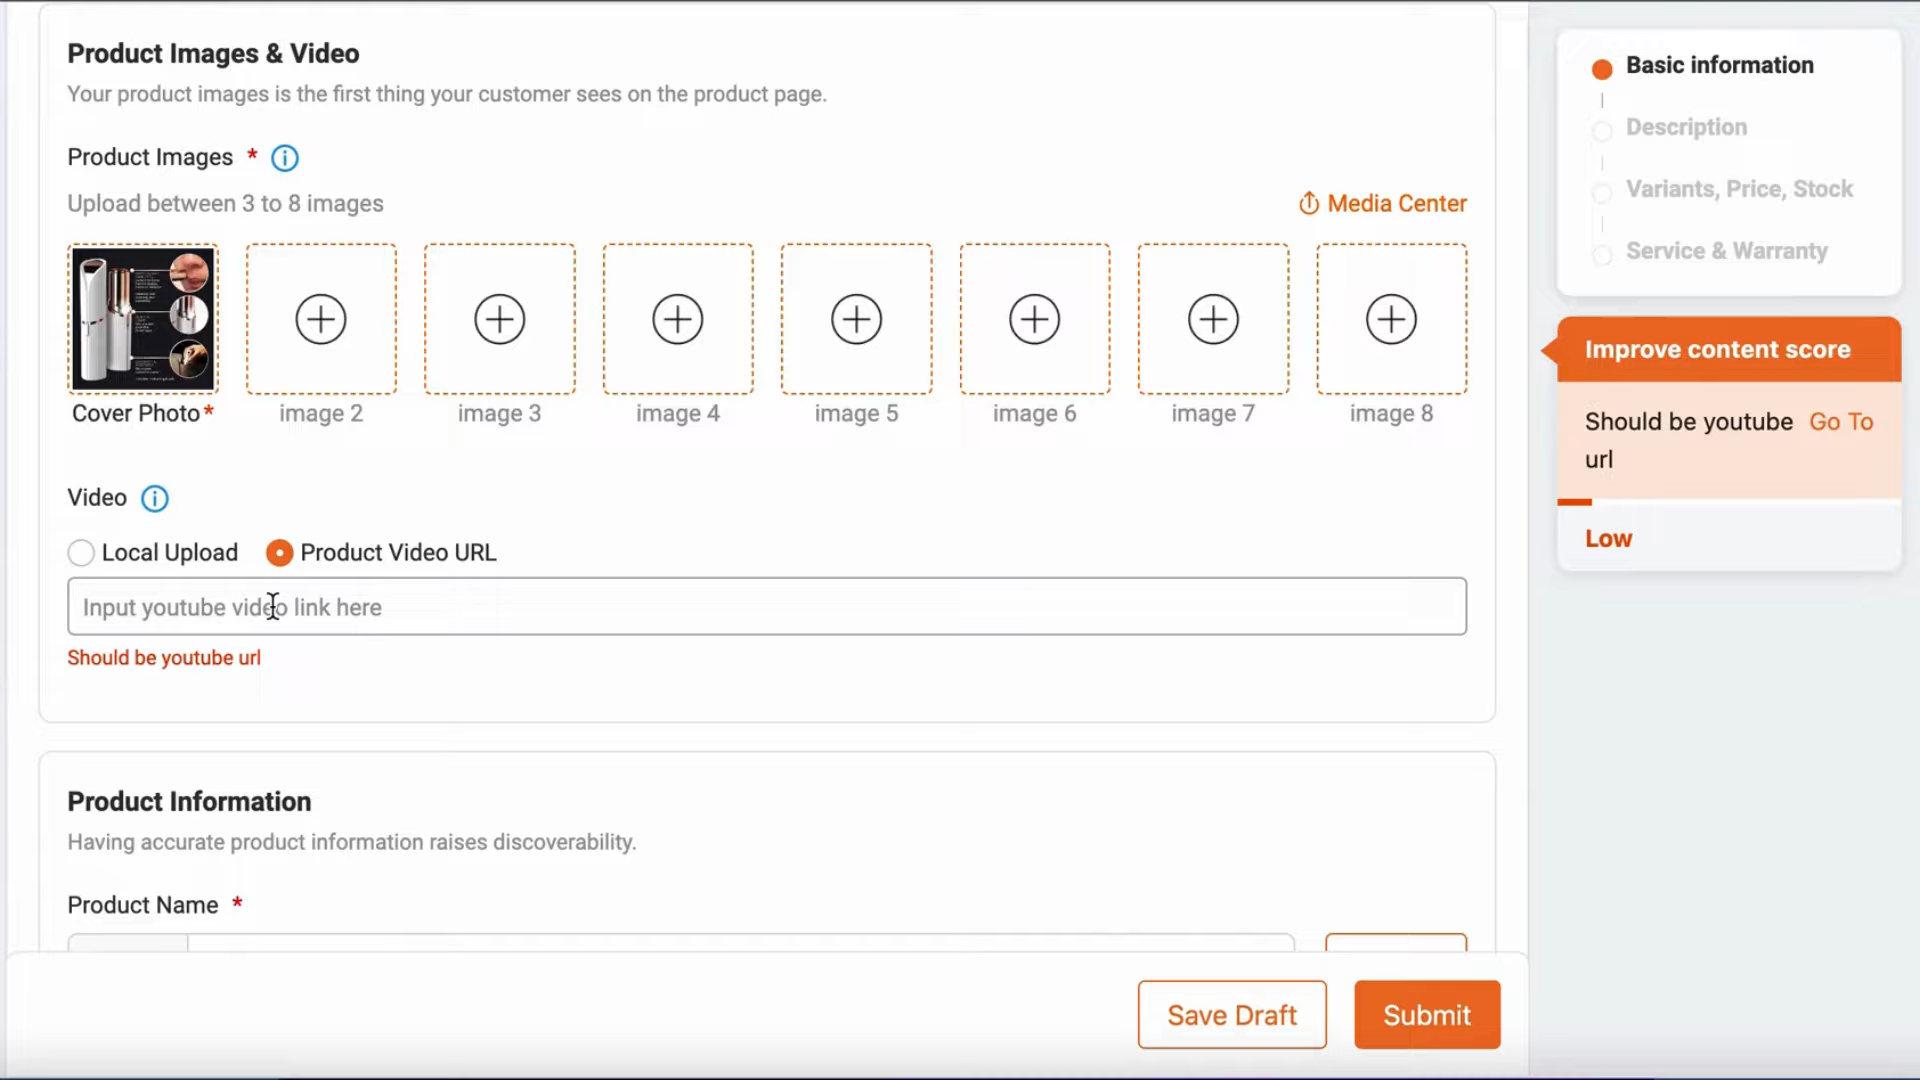 Product Images & Video
Your product images is the first thing your customer sees on the product page.
Product Images *
Upload between 3 to 8 images
Media Center
Cover Photo*
image 2
image 3
image 4
image 5
image 6
image 7
image 8
Video
Local Upload
Product Video URL
Input youtube video link here
Should be youtube url
Product Information
Having accurate product information raises discoverability.
Product Name *
Save Draft
Submit
Basic information
Description
Variants, Price, Stock
Service & Warranty
Improve content score
Should be youtube Go To
url
Low